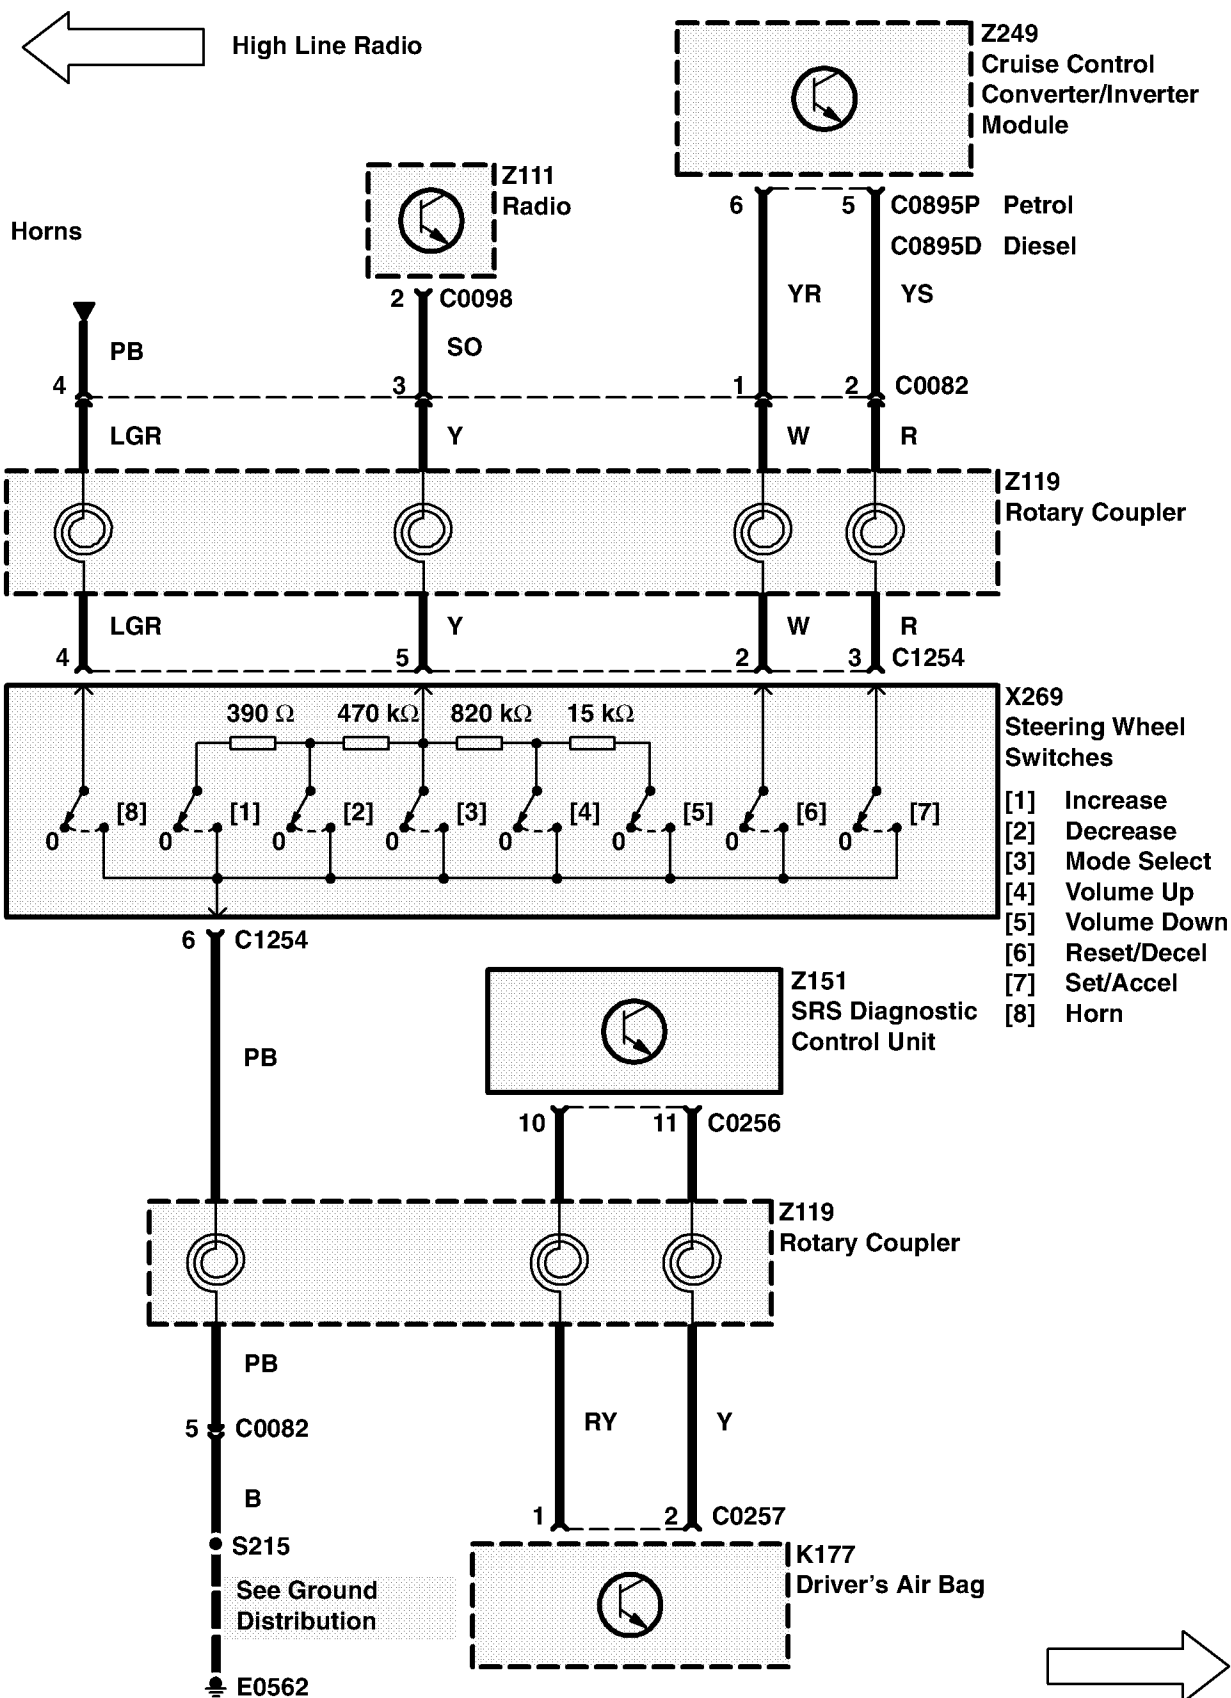 High Line Radio
Z249
Cruise Control
Converter/Inverter
Module
Z111
Radio
Horns
6 5 C0895P Petrol
C0895D Diesel
2 C0098
YR YS
PB SO
4 3 1 2 C0082
LGR Y W R
Z119
Rotary Coupler
LGR Y W R
4 5 2 3 C1254
X269
Steering Wheel
Switches
390 Ω 470 kΩ 820 kΩ 15 kΩ
[8] [1] [2] [3] [4] [5] [6] [7]
0 0 0 0 0 0 0 0
[1] Increase
[2] Decrease
[3] Mode Select
[4] Volume Up
[5] Volume Down
[6] Reset/Decel
[7] Set/Accel
[8] Horn
6 C1254
Z151
SRS Diagnostic
Control Unit
PB
10 11 C0256
Z119
Rotary Coupler
PB
RY Y
5 C0082
B
1 2 C0257
S215
See Ground
Distribution
K177
Driver's Air Bag
E0562